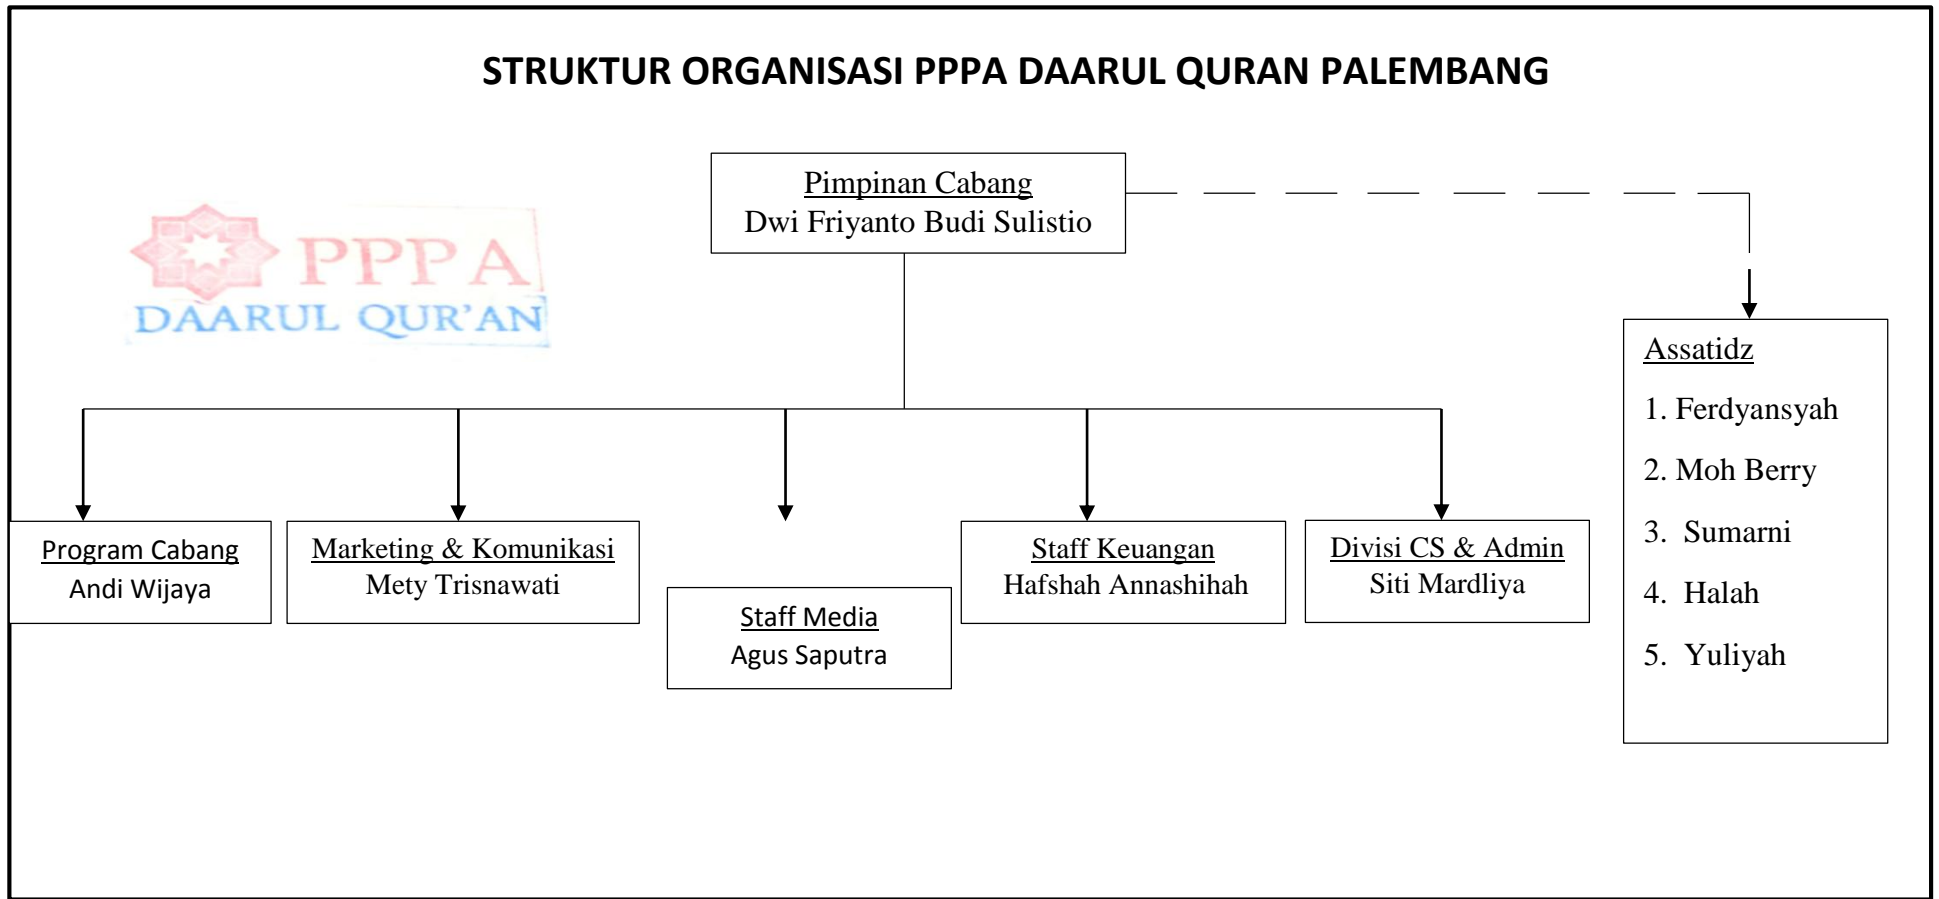 STRUKTUR ORGANISASI PPPA DAARUL QURAN PALEMBANG
Pimpinan Cabang
Dwi Friyanto Budi Sulistio
PPPA
DAARUL QUR'AN
Program Cabang
Andi Wijaya
Marketing & Komunikasi
Mety Trisnawati
Staff Media
Agus Saputra
Staff Keuangan
Hafshah Annashihah
Divisi CS & Admin
Siti Mardliya
Assatidz
1. Ferdyansyah
2. Moh Berry
3. Sumarni
4. Halah
5. Yuliyah